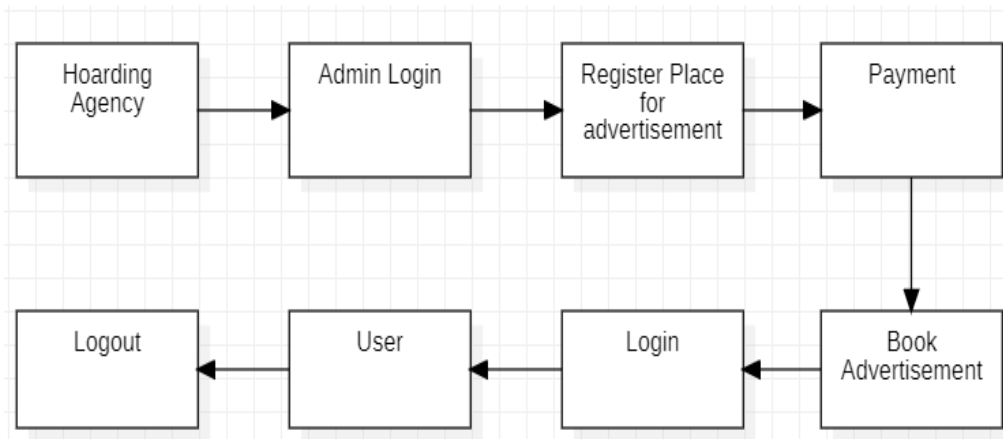 Hoarding
Agency
Admin Login
Register Place
for
advertisement
Payment
Logout
User
Login
Book
Advertisement